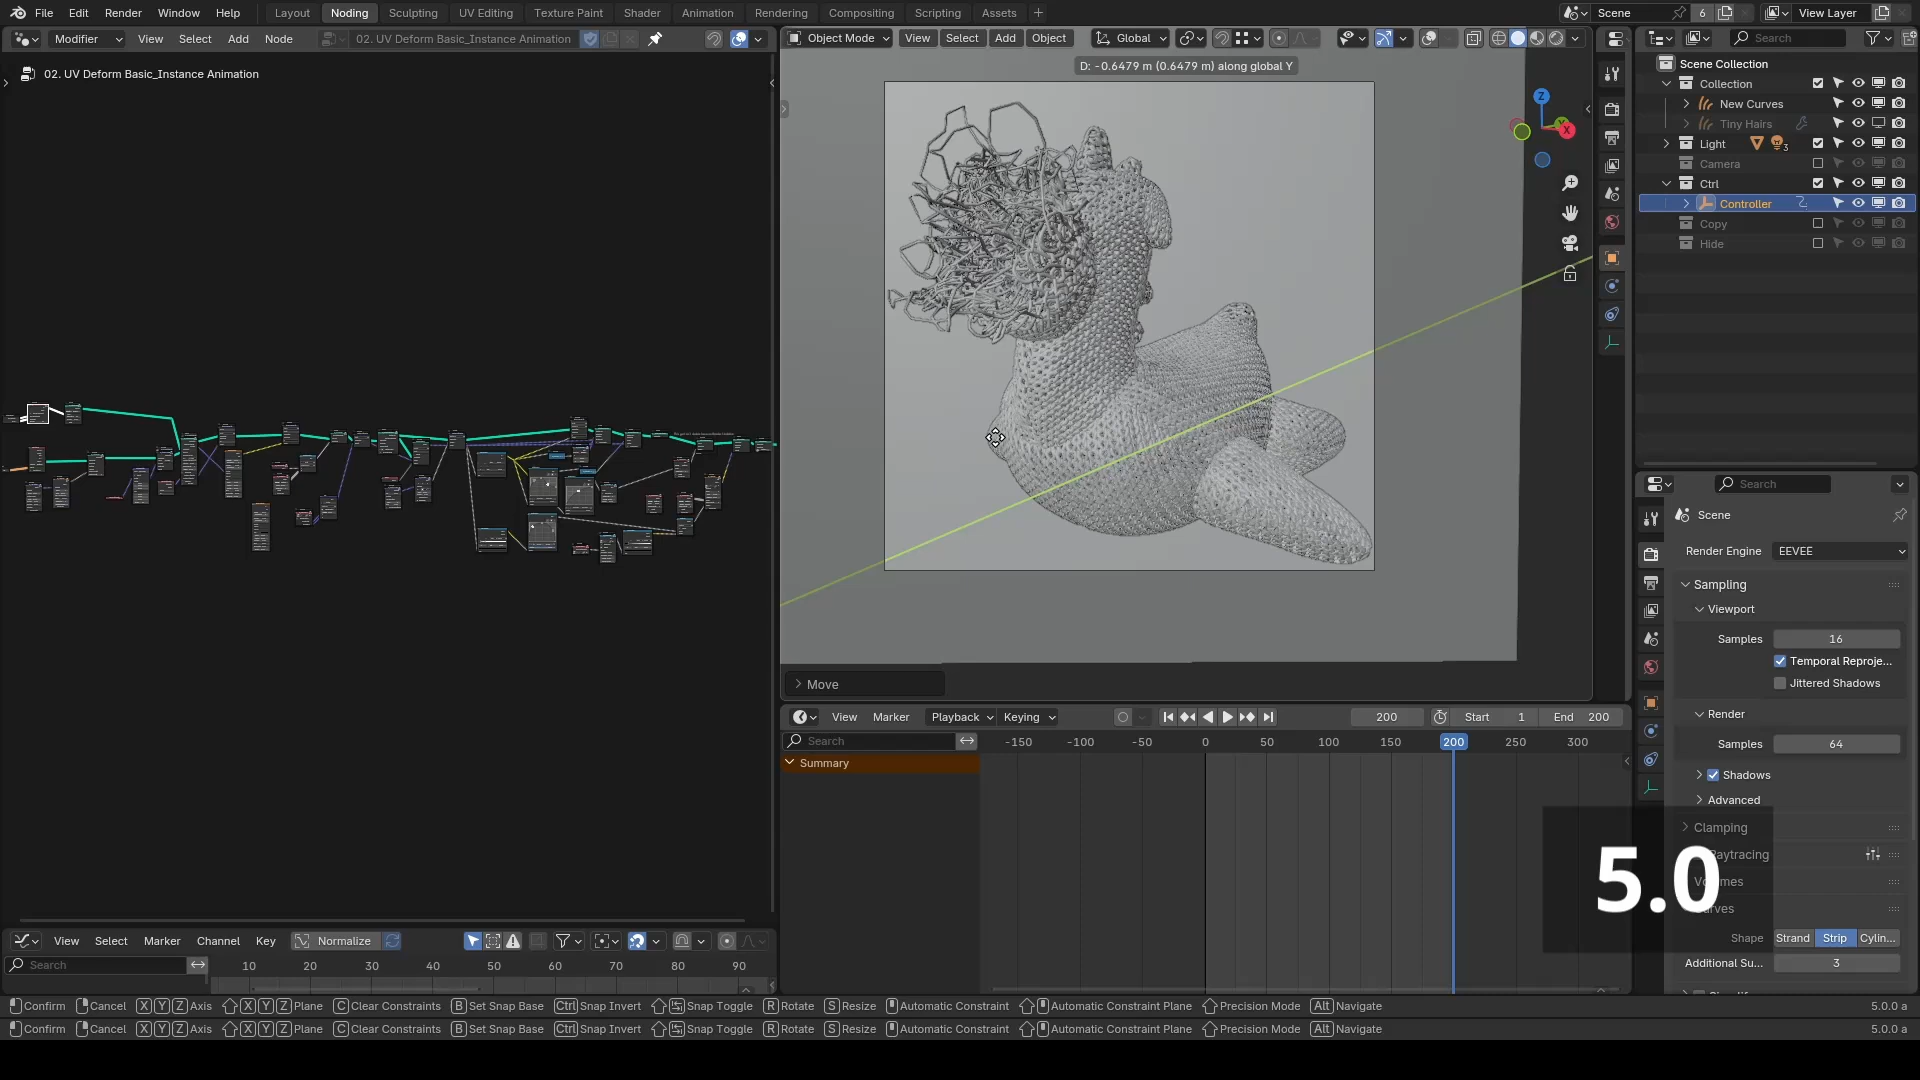 File Edit Render Window Help Layout Noding Sculpting UV Editing Texture Paint Shader Animation Rendering Compositing Scripting Assets + Scene 6 View Layer
Modifier View Select Add Node 02. UV Deform Basic_Instance Animation
Object Mode View Select Add Object Global
Search
02. UV Deform Basic_Instance Animation
D: -0.6479 m (0.6479 m) along global Y
Z
Y
X
Scene Collection
Collection
New Curves
Tiny Hairs
Light 3
Camera
Ctrl
Controller
Copy
Hide
Search
Scene
Render Engine EEVEE
Sampling
Viewport
Samples 16
Temporal Reproje...
Jittered Shadows
Render
Samples 64
Shadows
Advanced
Clamping
5.0
Shape Strand Strip Cylin...
Additional Su... 3
Move
View Marker Playback Keying 200 Start 1 End 200
Search -150 -100 -50 0 50 100 150 200 250 300
Summary
View Select Marker Channel Key Normalize
Search 10 20 30 40 50 60 70 80 90
Confirm Cancel X Y Z Axis X Y Z Plane C Clear Constraints B Set Snap Base Ctrl Snap Invert Snap Toggle R Rotate S Resize Automatic Constraint Automatic Constraint Plane Precision Mode Alt Navigate 5.0.0 a
Confirm Cancel X Y Z Axis X Y Z Plane C Clear Constraints B Set Snap Base Ctrl Snap Invert Snap Toggle R Rotate S Resize Automatic Constraint Automatic Constraint Plane Precision Mode Alt Navigate 5.0.0 a